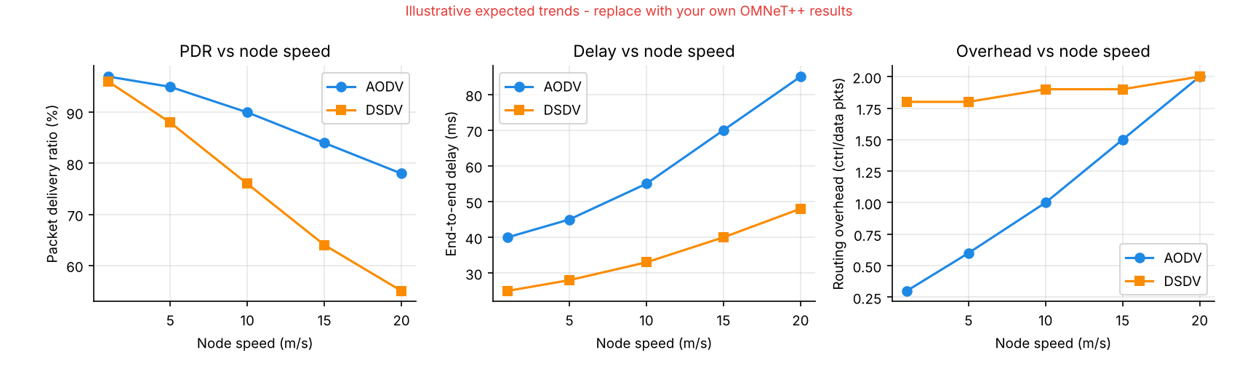 Illustrative expected trends - replace with your own OMNeT++ results
PDR vs node speed
Packet delivery ratio (%)
90
80
70
60
AODV
DSDV
5
10
15
20
Node speed (m/s)
Delay vs node speed
End-to-end delay (ms)
80
70
60
50
40
30
AODV
DSDV
5
10
15
20
Node speed (m/s)
Overhead vs node speed
Routing overhead (ctrl/data pkts)
2.00
1.75
1.50
1.25
1.00
0.75
0.50
0.25
AODV
DSDV
5
10
15
20
Node speed (m/s)